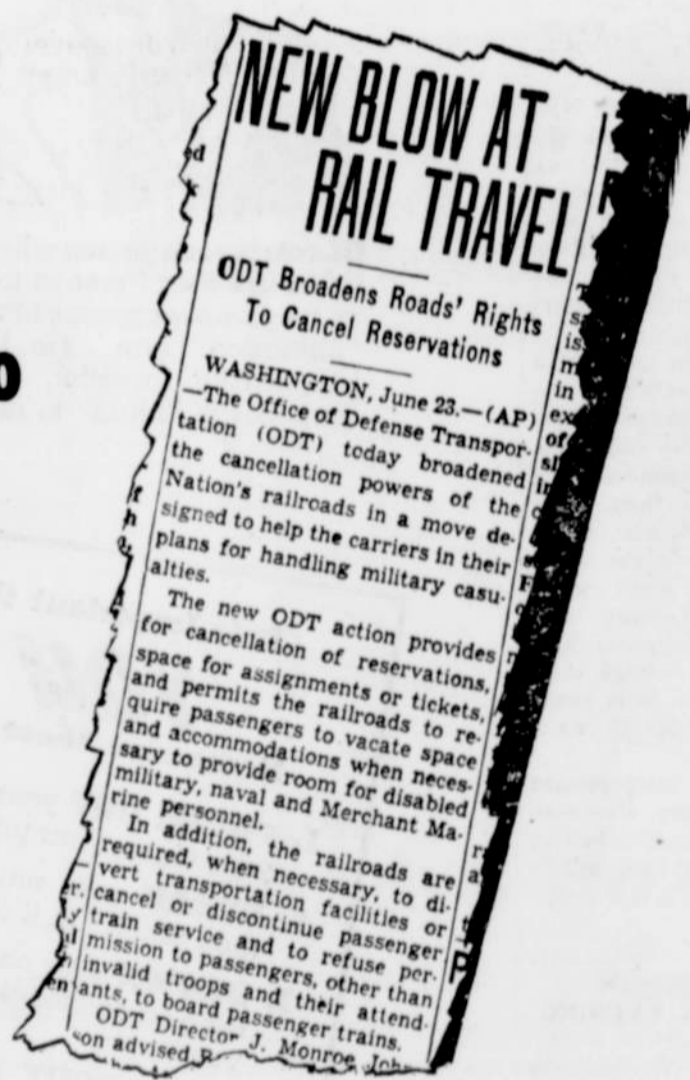 NEW BLOW AT
RAIL TRAVEL
ODT Broadens Roads' Rights
To Cancel Reservations
WASHINGTON, June 23.—(AP)
—The Office of Defense Transpor-
tation (ODT) today broadened
the cancellation powers of the
Nation's railroads in a move de-
signed to help the carriers in their
plans for handling military casu-
alties.
The new ODT action provides
for cancellation of reservations,
space for assignments or tickets,
and permits the railroads to re-
quire passengers to vacate space
and accommodations when neces-
sary to provide room for disabled
military, naval and Merchant Ma-
rine personnel.
In addition, the railroads are
required, when necessary, to di-
vert transportation facilities or
cancel or discontinue passenger
train service and to refuse per-
mission to passengers, other than
invalid troops and their attend-
ants, to board passenger trains.
ODT Director J. Monroe
advised